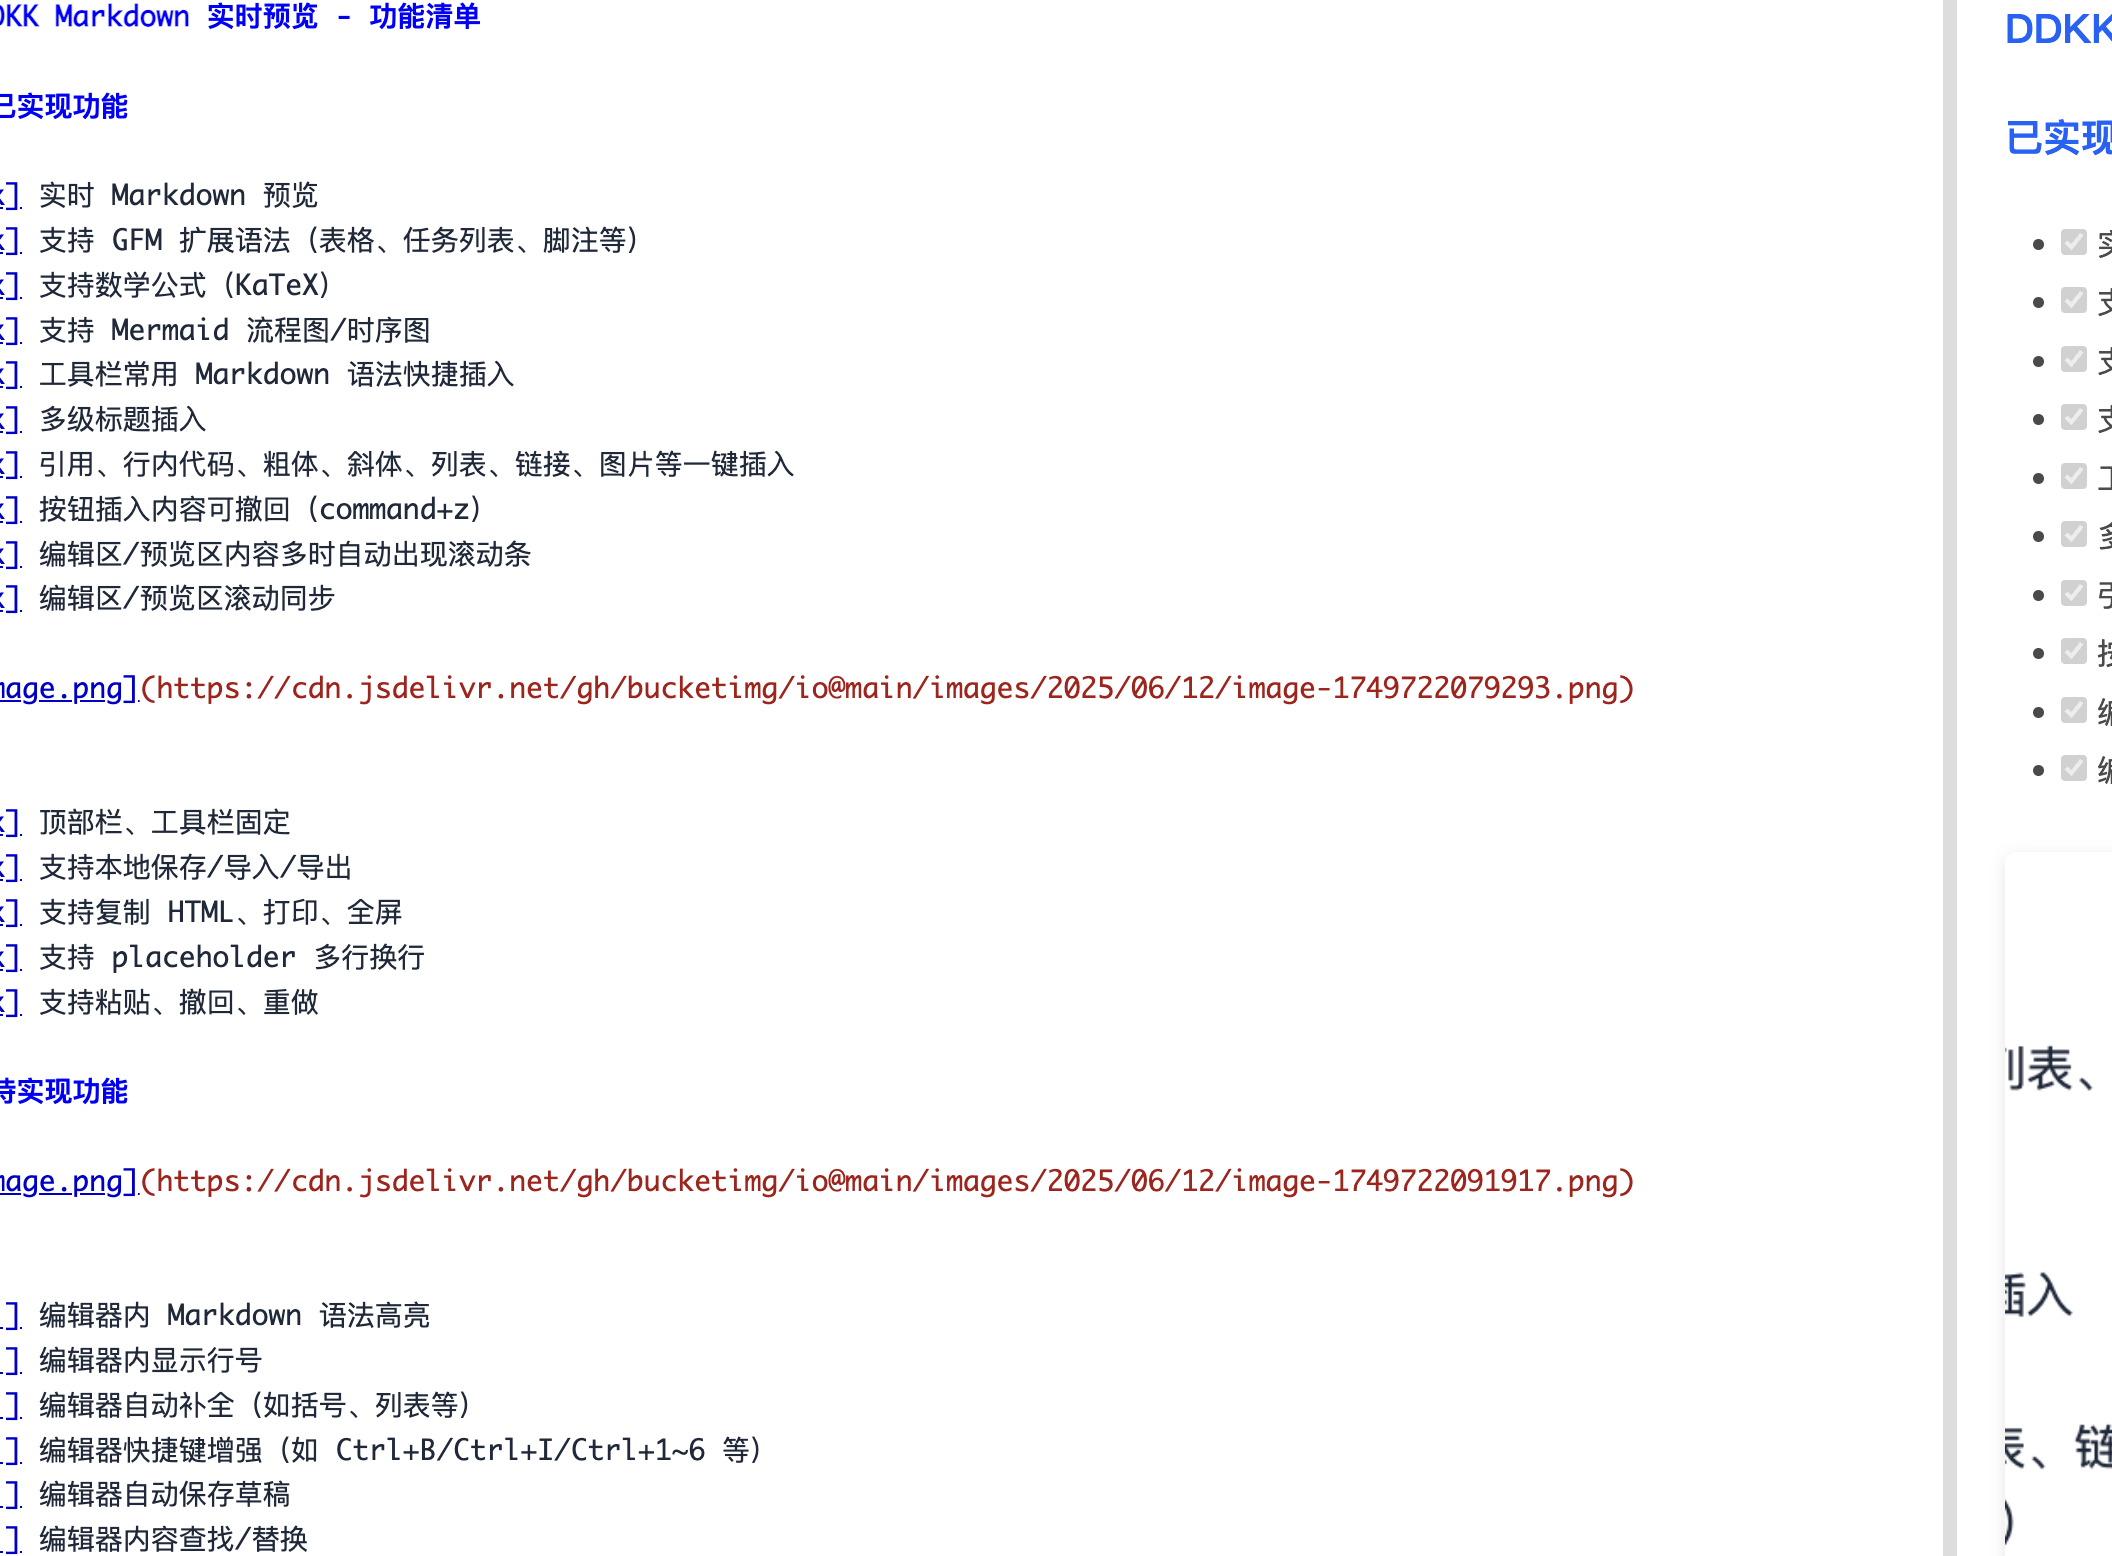 DKK Markdown 实时预览 - 功能清单
已实现功能
x] 实时 Markdown 预览
x] 支持 GFM 扩展语法（表格、任务列表、脚注等）
x] 支持数学公式（KaTeX）
x] 支持 Mermaid 流程图/时序图
x] 工具栏常用 Markdown 语法快捷插入
x] 多级标题插入
x] 引用、行内代码、粗体、斜体、列表、链接、图片等一键插入
x] 按钮插入内容可撤回（command+z）
x] 编辑区/预览区内容多时自动出现滚动条
x] 编辑区/预览区滚动同步
mage.png](https://cdn.jsdelivr.net/gh/bucketimg/io@main/images/2025/06/12/image-1749722079293.png)
x] 顶部栏、工具栏固定
x] 支持本地保存/导入/导出
x] 支持复制 HTML、打印、全屏
x] 支持 placeholder 多行换行
x] 支持粘贴、撤回、重做
待实现功能
mage.png](https://cdn.jsdelivr.net/gh/bucketimg/io@main/images/2025/06/12/image-1749722091917.png)
] 编辑器内 Markdown 语法高亮
] 编辑器内显示行号
] 编辑器自动补全（如括号、列表等）
] 编辑器快捷键增强（如 Ctrl+B/Ctrl+I/Ctrl+1~6 等）
] 编辑器自动保存草稿
] 编辑器内容查找/替换
DDKK
已实现
实
支
支
支
工
多
引
按
编
编
列表、
插入
表、链
）